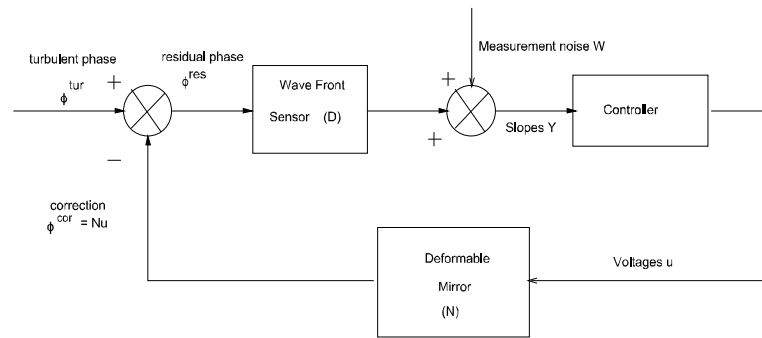 turbulent phase
ϕ tur
+
−
residual phase
ϕ res
Wave Front
Sensor (D)
Measurement noise W
+
+
Slopes Y
Controller
correction
ϕ cor = Nu
Deformable
Mirror
(N)
Voltages u